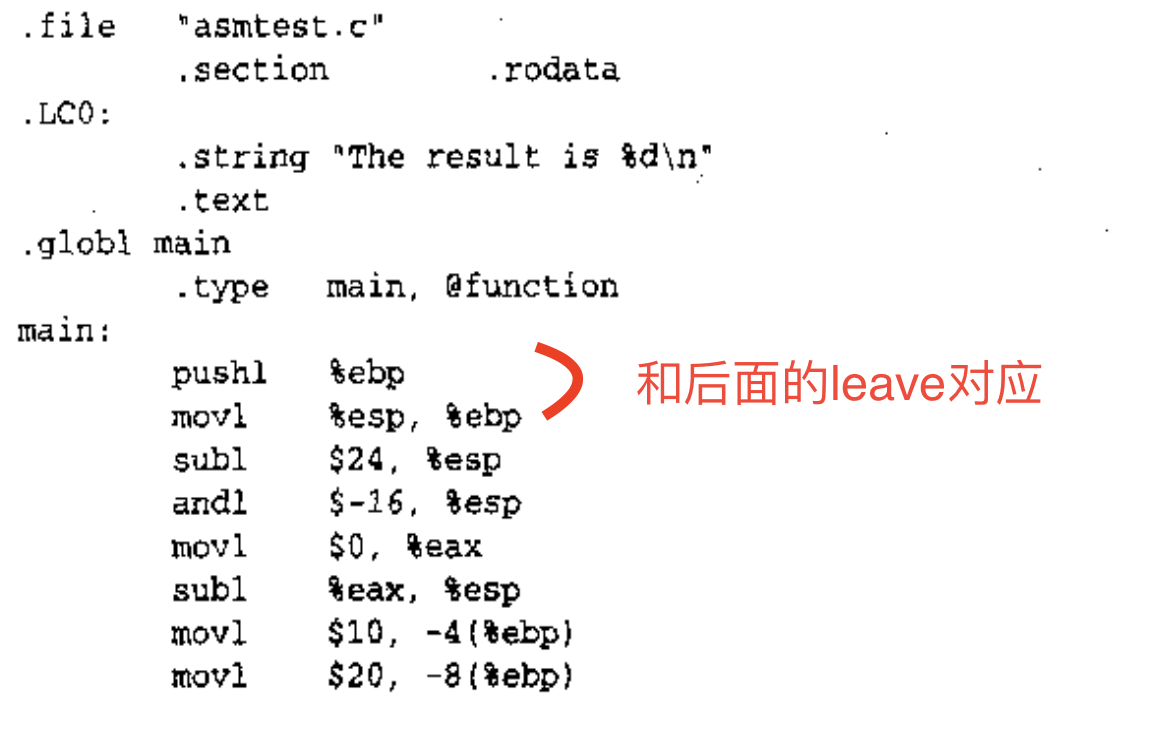 .file "asmtest.c"
.section .rodata
.LC0:
.string "The result is %d\n"
.text
.globl main
.type main, @function
main:
pushl %ebp
movl %esp, %ebp
和后面的leave对应
subl $24, %esp
andl $-16, %esp
movl $0, %eax
subl %eax, %esp
movl $10, -4(%ebp)
movl $20, -8(%ebp)